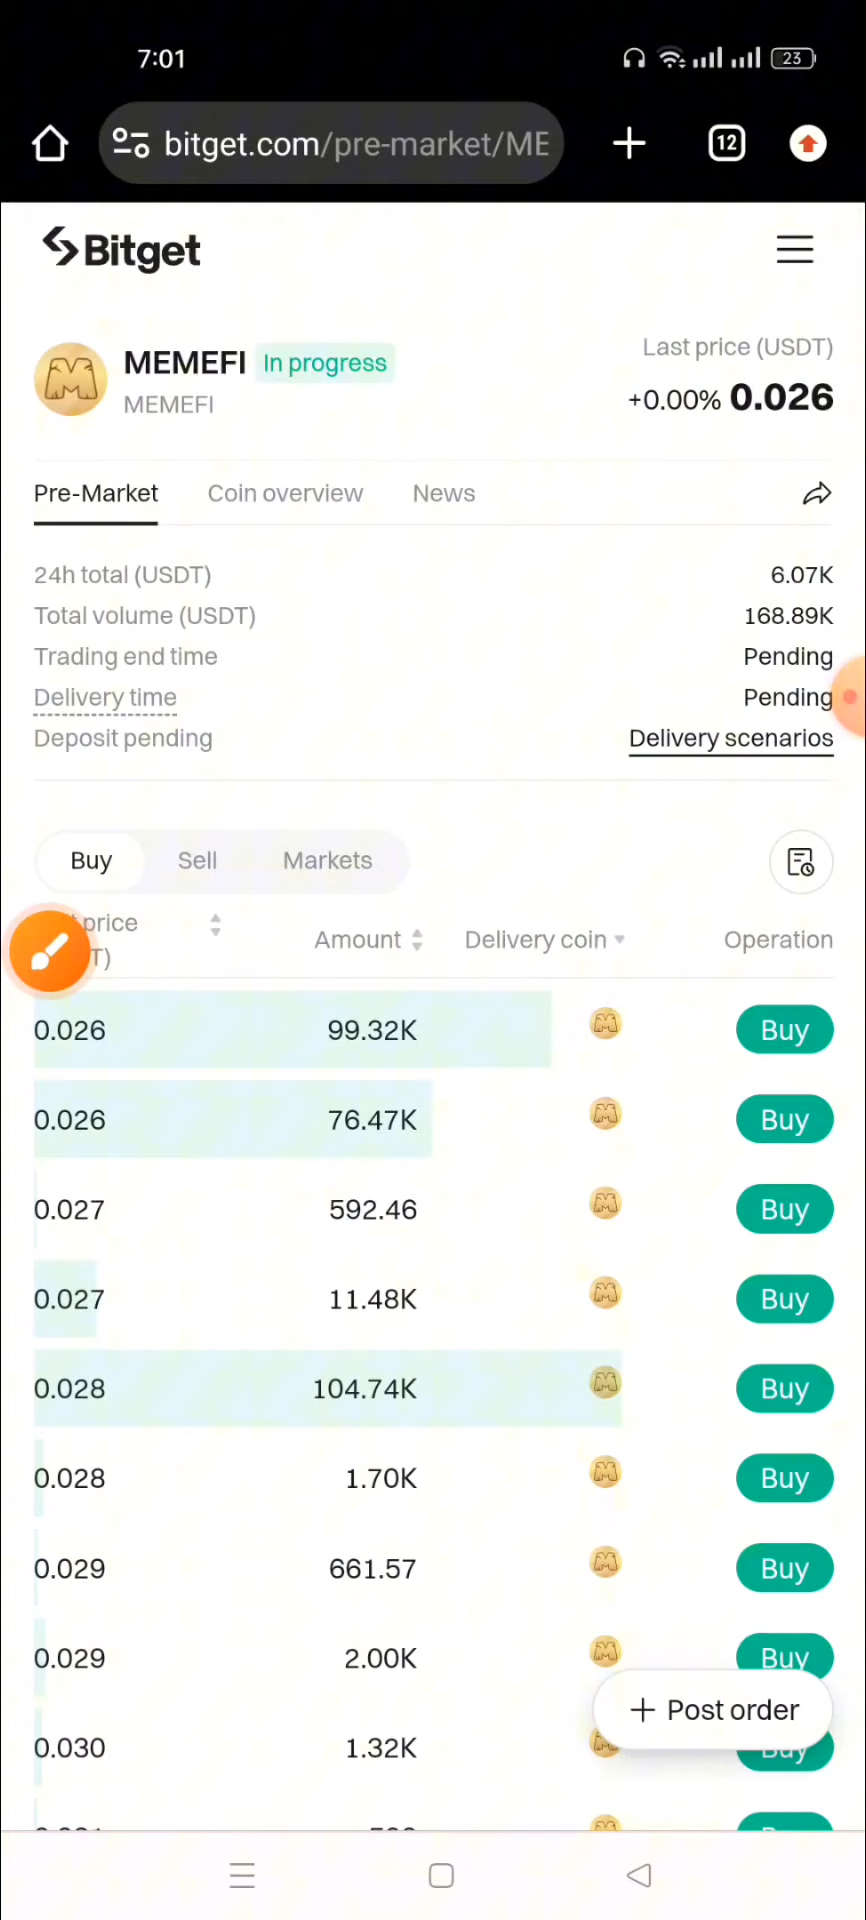 7:01
23
bitget.com/pre-market/ME
12
Bitget
MEMEFI In progress
MEMEFI
Last price (USDT)
+0.00% 0.026
Pre-Market Coin overview News
24h total (USDT) 6.07K
Total volume (USDT) 168.89K
Trading end time Pending
Delivery time Pending
Deposit pending Delivery scenarios
Buy Sell Markets
price
T)
Amount Delivery coin Operation
0.026 99.32K Buy
0.026 76.47K Buy
0.027 592.46 Buy
0.027 11.48K Buy
0.028 104.74K Buy
0.028 1.70K Buy
0.029 661.57 Buy
0.029 2.00K Buy
+ Post order
0.030 1.32K Buy